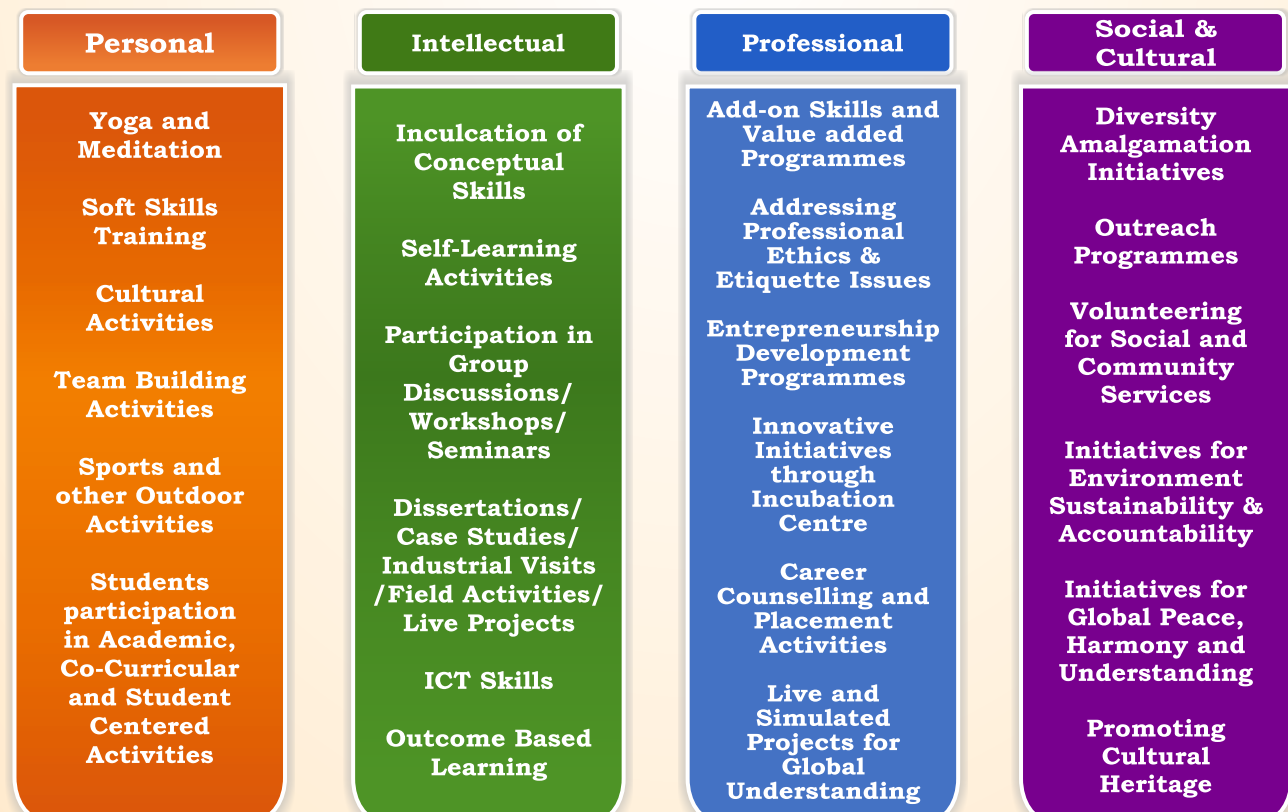 Personal
Yoga and
Meditation
Soft Skills
Training
Cultural
Activities
Team Building
Activities
Sports and
other Outdoor
Activities
Students
participation
in Academic,
Co-Curricular
and Student
Centered
Activities
Intellectual
Inculcation of
Conceptual
Skills
Self-Learning
Activities
Participation in
Group
Discussions/
Workshops/
Seminars
Dissertations/
Case Studies/
Industrial Visits
/Field Activities/
Live Projects
ICT Skills
Outcome Based
Learning
Professional
Add-on Skills and
Value added
Programmes
Addressing
Professional
Ethics &
Etiquette Issues
Entrepreneurship
Development
Programmes
Innovative
Initiatives
through
Incubation
Centre
Career
Counselling and
Placement
Activities
Live and
Simulated
Projects for
Global
Understanding
Social &
Cultural
Diversity
Amalgamation
Initiatives
Outreach
Programmes
Volunteering
for Social and
Community
Services
Initiatives for
Environment
Sustainability &
Accountability
Initiatives for
Global Peace,
Harmony and
Understanding
Promoting
Cultural
Heritage